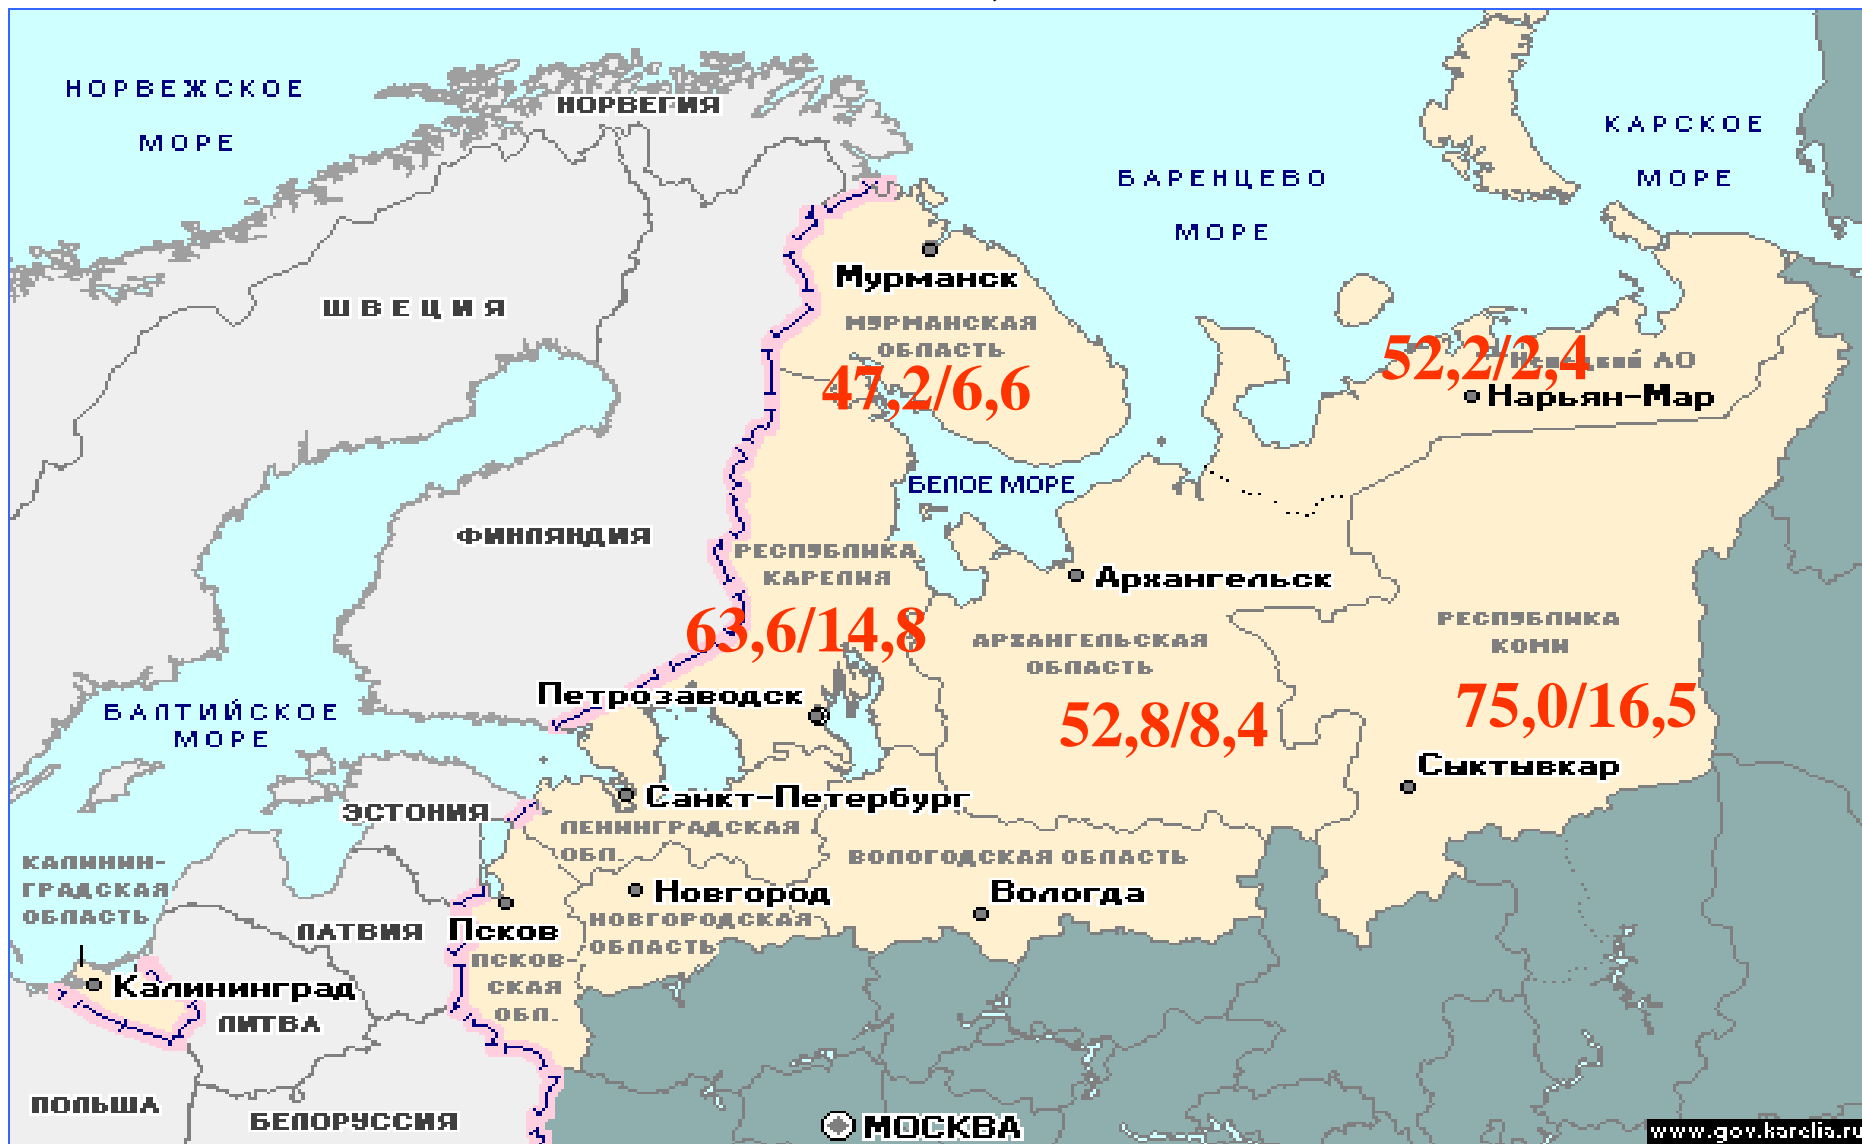 НОРВЕЖСКОЕ
МОРЕ
НОРВЕГИЯ
БАРЕНЦЕВО
МОРЕ
КАРСКОЕ
МОРЕ
ШВЕЦИЯ
Мурманск
МУРМАНСКАЯ
ОБЛАСТЬ
47,2/6,6
52,2/2,4
Ненецкий АО
Нарьян-Мар
БЕЛОЕ МОРЕ
ФИНЛЯНДИЯ
РЕСПУБЛИКА
КАРЕЛИЯ
63,6/14,8
Архангельск
АРХАНГЕЛЬСКАЯ
ОБЛАСТЬ
52,8/8,4
РЕСПУБЛИКА
КОМИ
75,0/16,5
Сыктывкар
Петрозаводск
БАЛТИЙСКОЕ
МОРЕ
ЭСТОНИЯ
Санкт-Петербург
ЛЕНИНГРАДСКАЯ
ОБЛ.
ВОЛОГОДСКАЯ ОБЛАСТЬ
Вологда
КАЛИНИН-
ГРАДСКАЯ
ОБЛАСТЬ
Новгород
НОВГОРОДСКАЯ
ОБЛАСТЬ
ЛАТВИЯ
Псков
ПСКОВ-
СКАЯ
ОБЛ.
Калининград
ЛИТВА
ПОЛЬША
БЕЛОРУССИЯ
МОСКВА
www.gov.karelia.ru